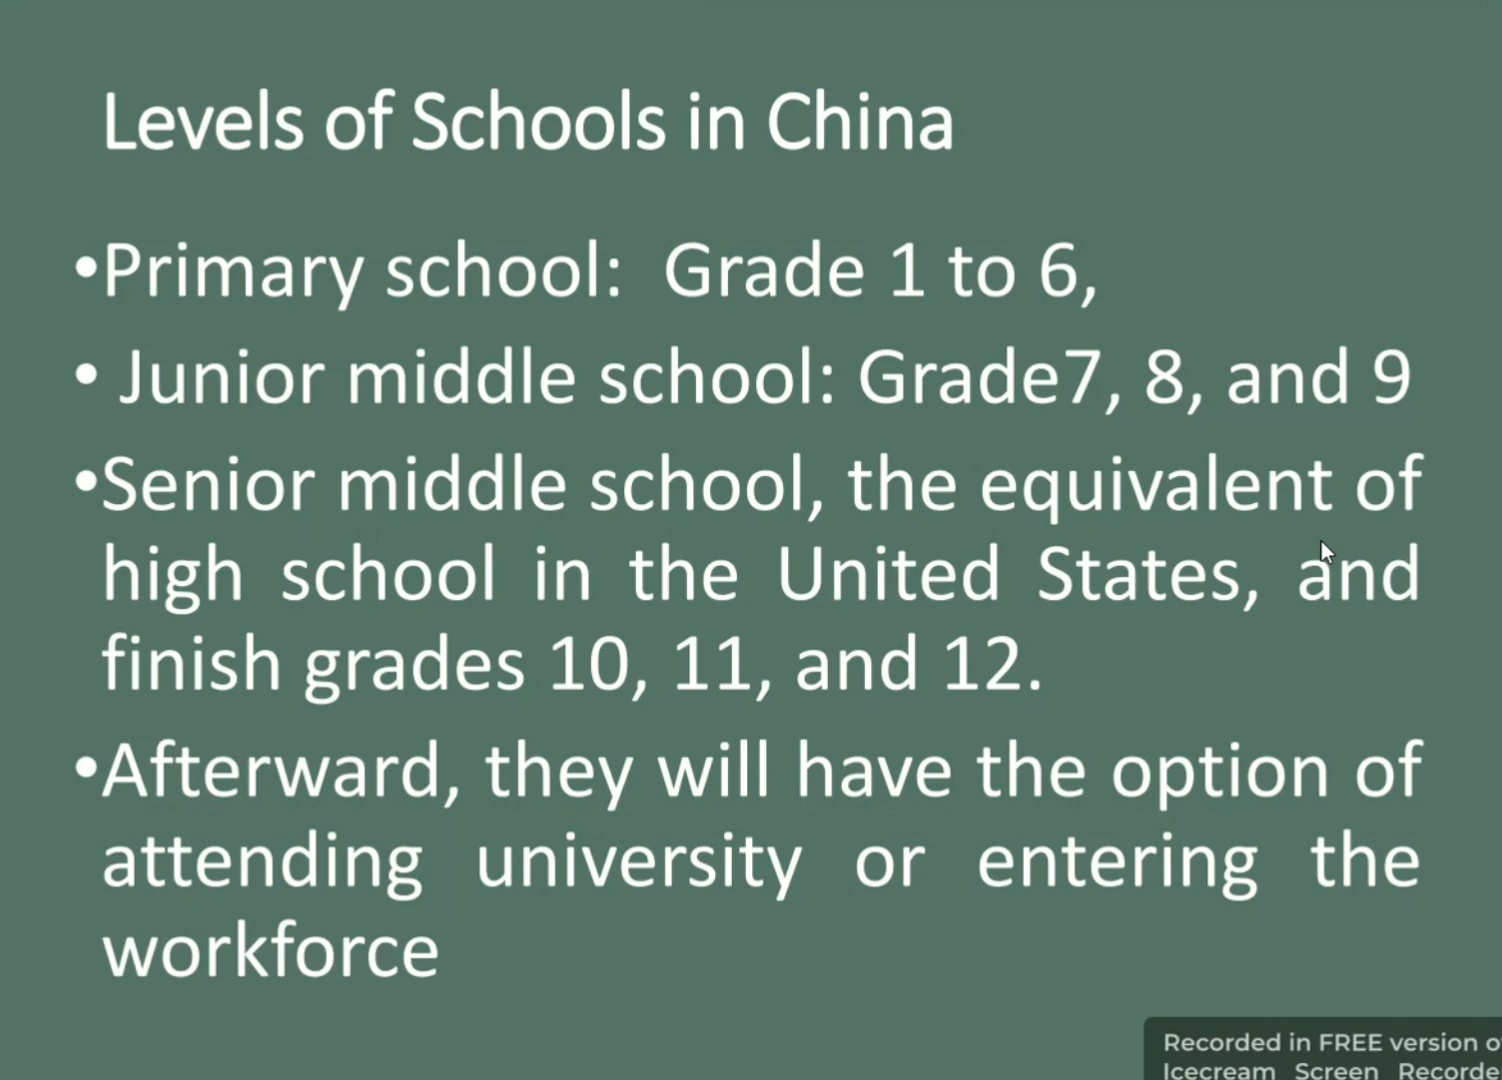 Levels of Schools in China
•Primary school:  Grade 1 to 6,
• Junior middle school: Grade7, 8, and 9
•Senior middle school, the equivalent of
high school in the United States, and
finish grades 10, 11, and 12.
•Afterward, they will have the option of
attending university or entering the
workforce
Recorded in FREE version
Icecream Screen